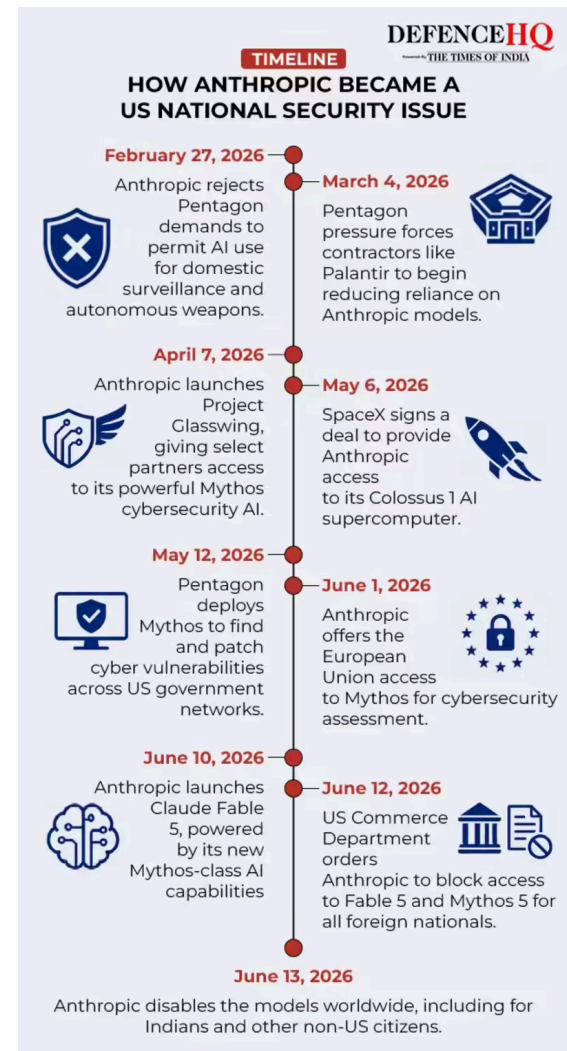 DEFENCEHQ
Powered By THE TIMES OF INDIA
TIMELINE
HOW ANTHROPIC BECAME A
US NATIONAL SECURITY ISSUE
February 27, 2026
Anthropic rejects
Pentagon
demands to
permit AI use
for domestic
surveillance and
autonomous weapons.
March 4, 2026
Pentagon
pressure forces
contractors like
Palantir to begin
reducing reliance on
Anthropic models.
April 7, 2026
Anthropic launches
Project
Glasswing,
giving select
partners access
to its powerful Mythos
cybersecurity AI.
May 6, 2026
SpaceX signs a
deal to provide
Anthropic
access
to its Colossus 1 AI
supercomputer.
May 12, 2026
Pentagon
deploys
Mythos to find
and patch
cyber vulnerabilities
across US government
networks.
June 1, 2026
Anthropic
offers the
European
Union access
to Mythos for cybersecurity
assessment.
June 10, 2026
Anthropic launches
Claude Fable
5, powered
by its new
Mythos-class AI
capabilities
June 12, 2026
US Commerce
Department
orders
Anthropic to block access
to Fable 5 and Mythos 5 for
all foreign nationals.
June 13, 2026
Anthropic disables the models worldwide, including for
Indians and other non-US citizens.